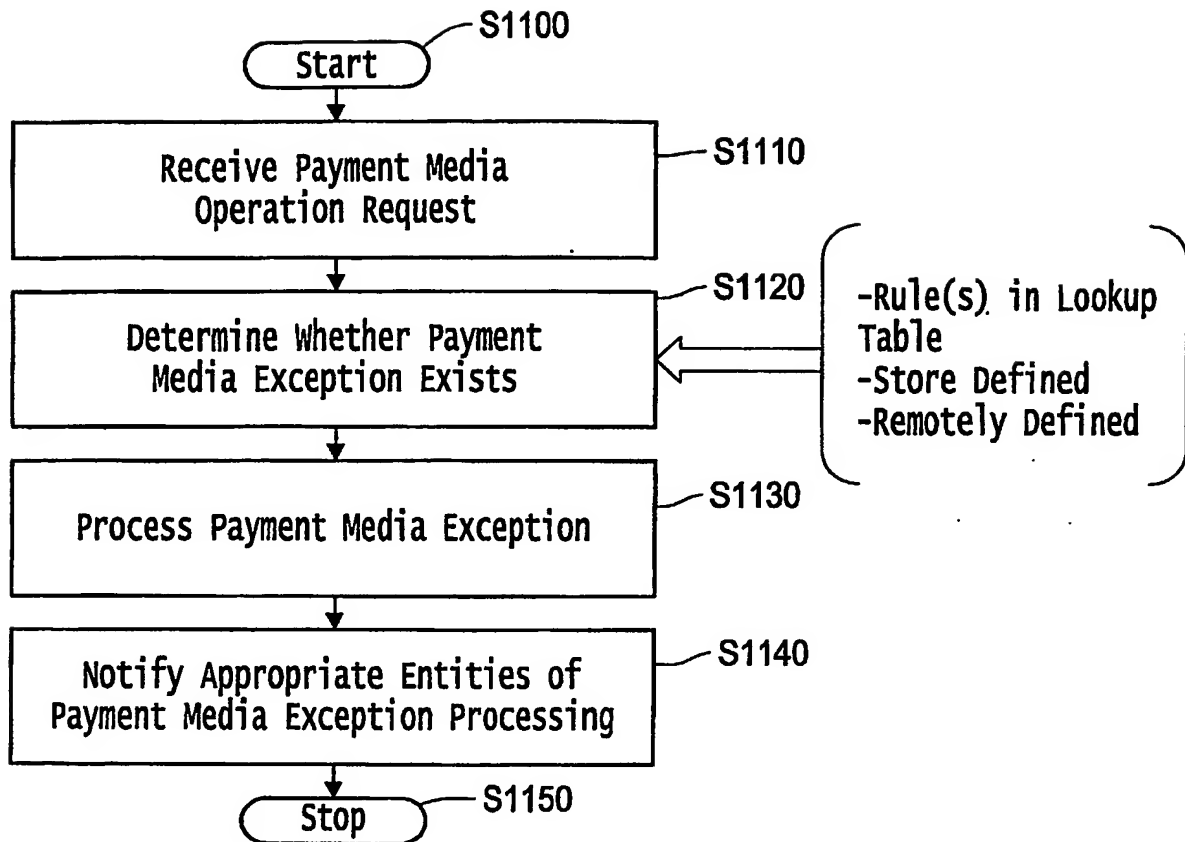 S1100
Start
Receive Payment Media
Operation Request
S1110
Determine Whether Payment
Media Exception Exists
S1120
-Rule(s) in Lookup
Table
-Store Defined
-Remotely Defined
Process Payment Media Exception
S1130
Notify Appropriate Entities of
Payment Media Exception Processing
S1140
Stop
S1150